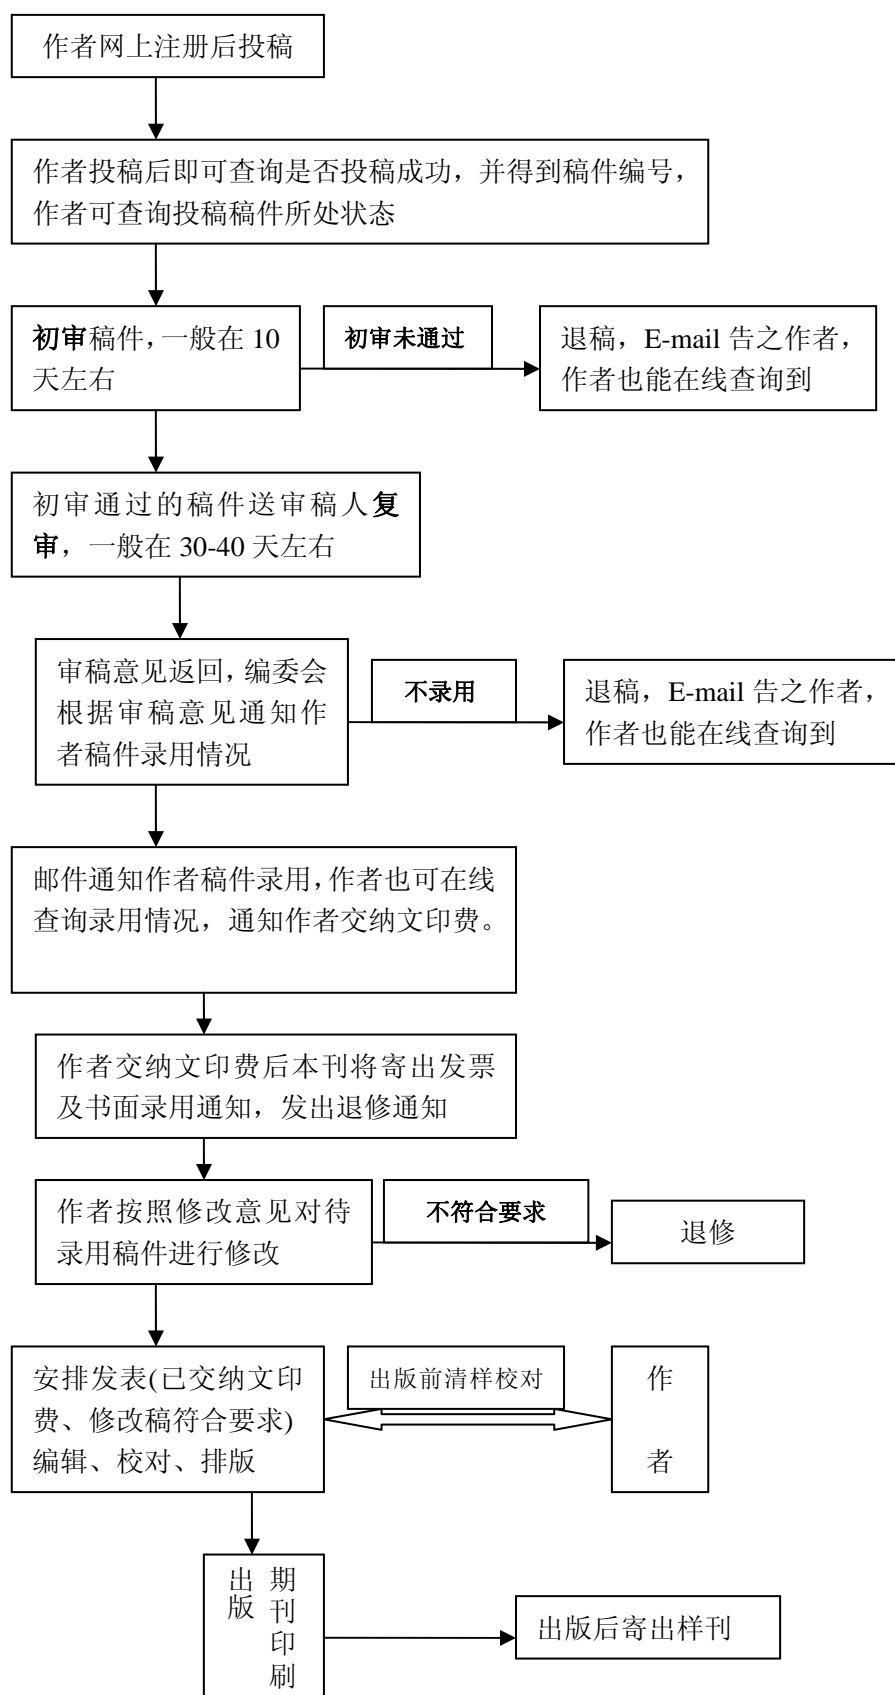 作者网上注册后投稿
作者投稿后即可查询是否投稿成功，并得到稿件编号，
作者可查询投稿稿件所处状态
初审稿件，一般在 10
天左右
初审未通过
退稿，E-mail 告之作者，
作者也能在线查询到
初审通过的稿件送审稿人复
审，一般在 30-40 天左右
审稿意见返回，编委会
根据审稿意见通知作
者稿件录用情况
不录用
退稿，E-mail 告之作者，
作者也能在线查询到
邮件通知作者稿件录用，作者也可在线
查询录用情况，通知作者交纳文印费。
作者交纳文印费后本刊将寄出发票
及书面录用通知，发出退修通知
作者按照修改意见对待
录用稿件进行修改
不符合要求
退修
安排发表(已交纳文印
费、修改稿符合要求)
编辑、校对、排版
出版前清样校对
作
者
期刊印刷
出版
出版后寄出样刊